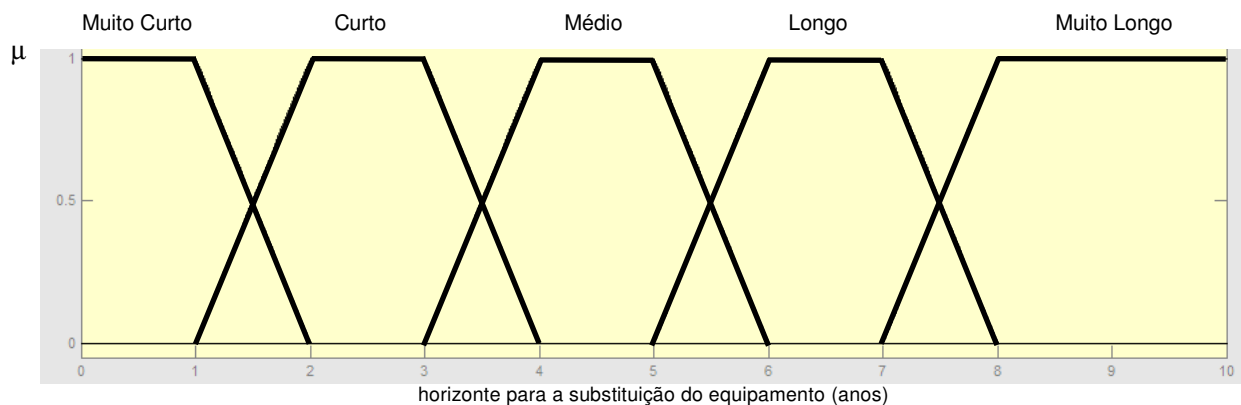 Muito Curto Curto Médio Longo Muito Longo
μ
1
0.5
0
0 1 2 3 4 5 6 7 8 9 10
horizonte para a substituição do equipamento (anos)